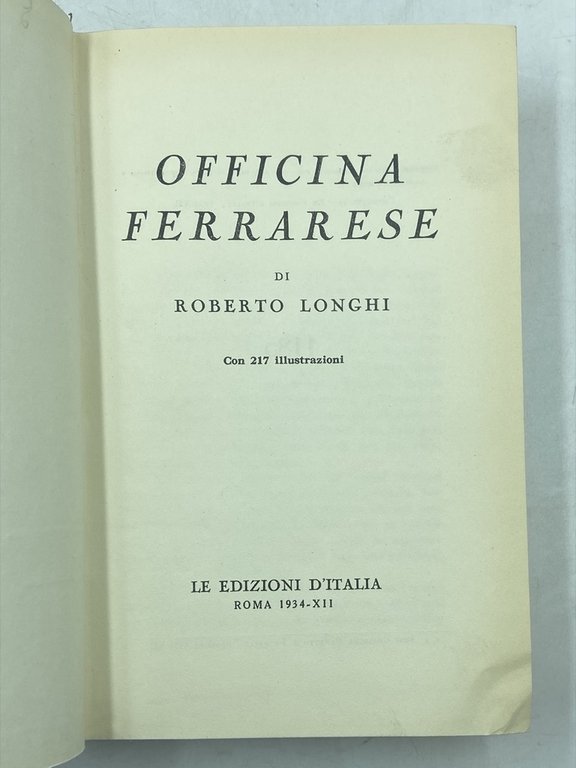 OFFICINA
FERRARESE
DI
ROBERTO LONGHI
Con 217 illustrazioni
LE EDIZIONI D'ITALIA
ROMA 1934-XII